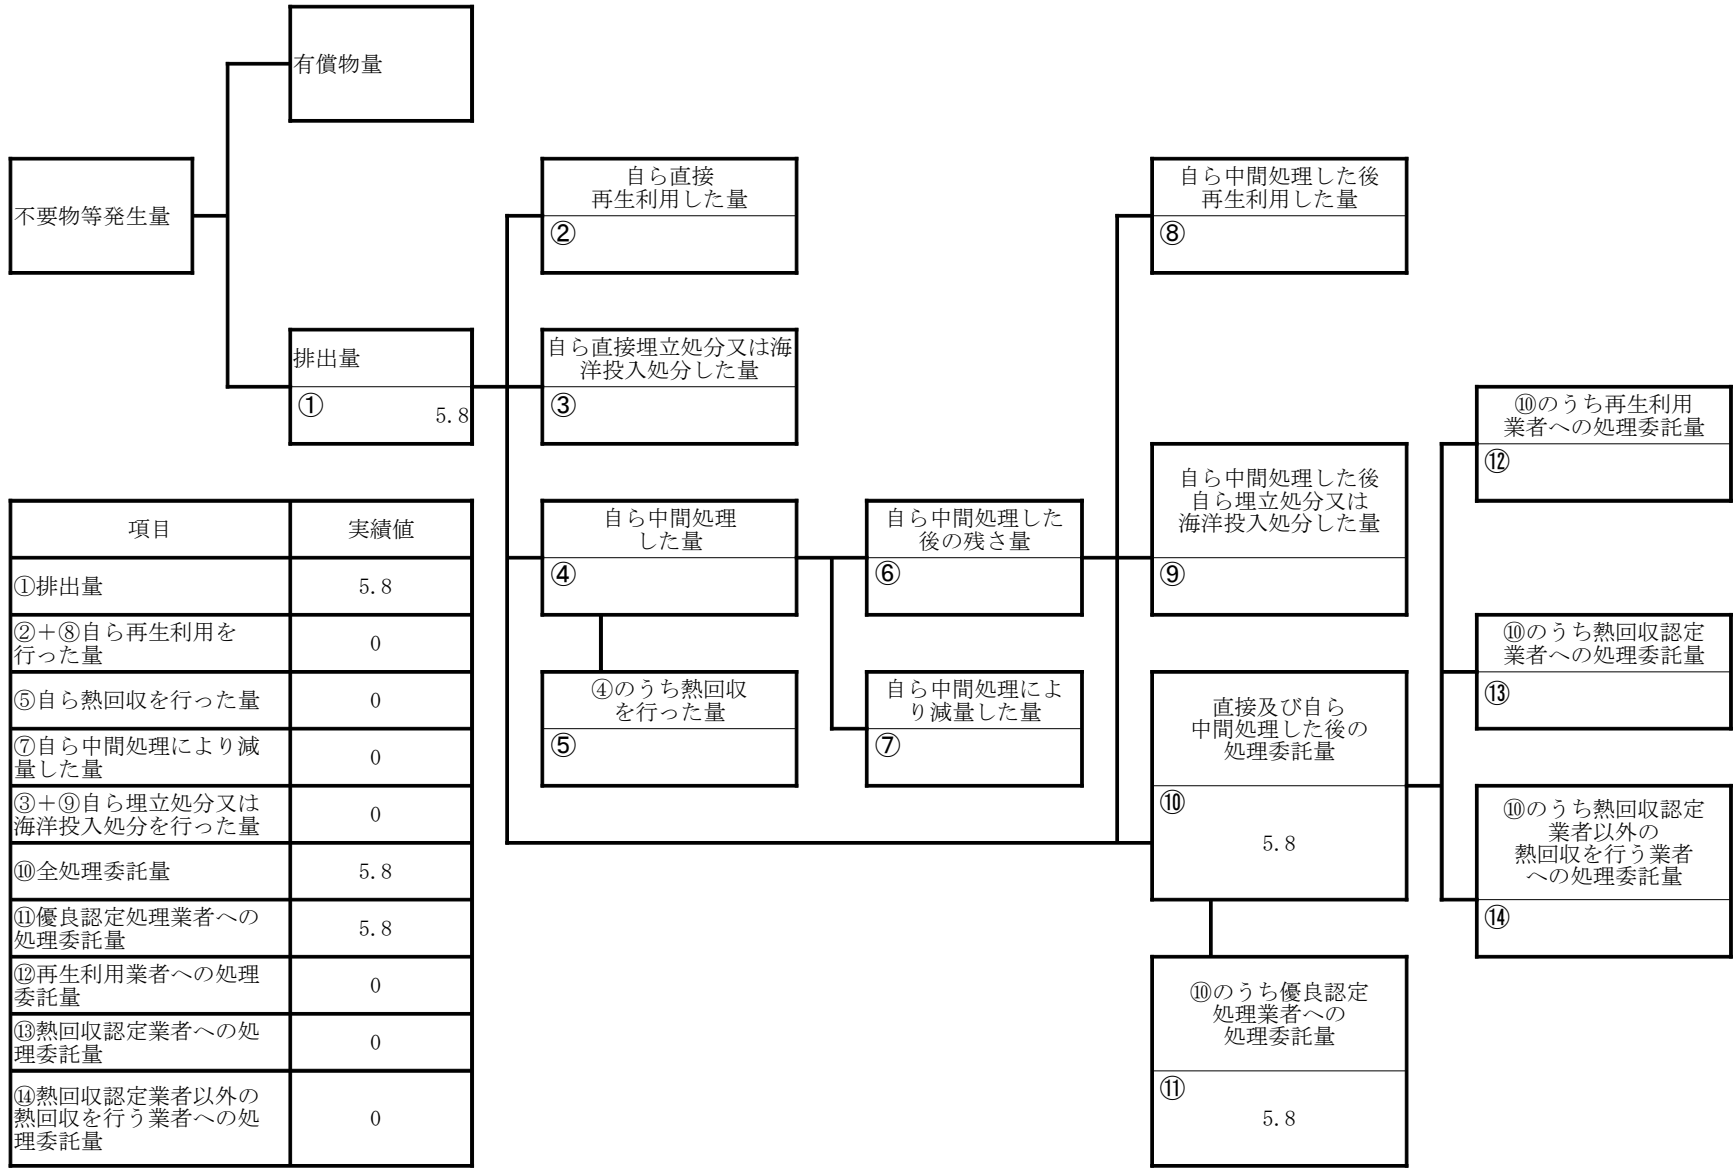 有償物量
不要物等発生量
自ら直接
再生利用した量
②
自ら中間処理した後
再生利用した量
⑧
排出量
①
5.8
自ら直接埋立処分又は海
洋投入処分した量
③
⑩のうち再生利用
業者への処理委託量
⑫
自ら中間処理
した量
④
自ら中間処理した
後の残さ量
⑥
自ら中間処理した後
自ら埋立処分又は
海洋投入処分した量
⑨
⑩のうち熱回収認定
業者への処理委託量
⑬
④のうち熱回収
を行った量
⑤
自ら中間処理によ
り減量した量
⑦
直接及び自ら
中間処理した後の
処理委託量
⑩
5.8
⑩のうち熱回収認定
業者以外の
熱回収を行う業者
への処理委託量
⑭
⑩のうち優良認定
処理業者への
処理委託量
⑪
5.8
項目 実績値
①排出量 5.8
②＋⑧自ら再生利用を
行った量 0
⑤自ら熱回収を行った量 0
⑦自ら中間処理により減
量した量 0
③＋⑨自ら埋立処分又は
海洋投入処分を行った量 0
⑩全処理委託量 5.8
⑪優良認定処理業者への
処理委託量 5.8
⑫再生利用業者への処理
委託量 0
⑬熱回収認定業者への処
理委託量 0
⑭熱回収認定業者以外の
熱回収を行う業者への処
理委託量 0